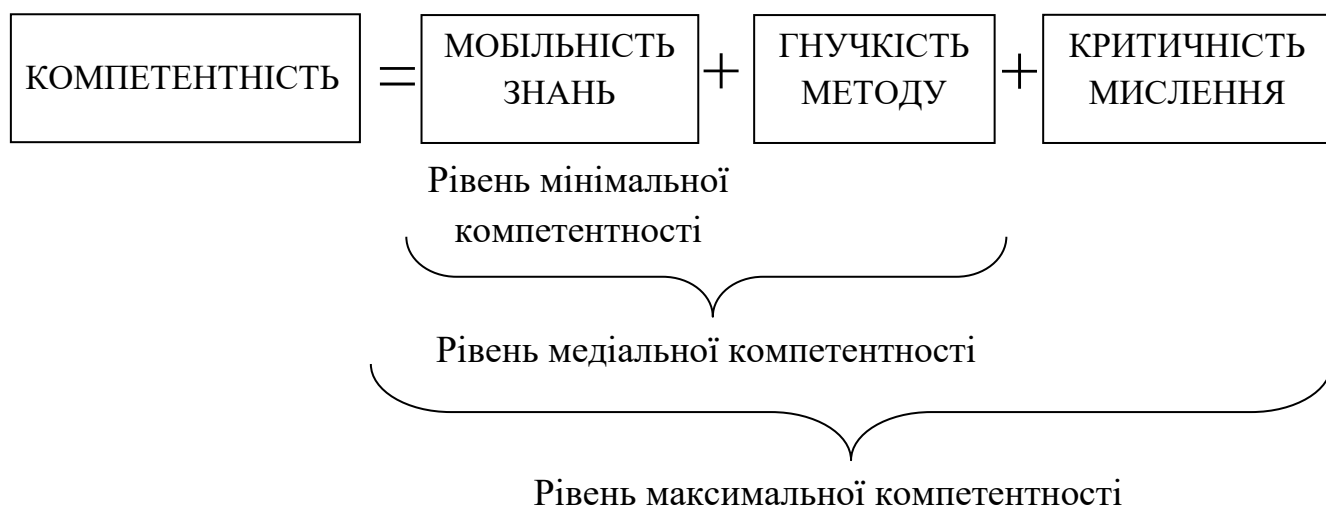 КОМПЕТЕНТНІСТЬ = МОБІЛЬНІСТЬ ЗНАНЬ + ГНУЧКІСТЬ МЕТОДУ + КРИТИЧНІСТЬ МИСЛЕННЯ
Рівень мінімальної
компетентності
Рівень медіальної компетентності
Рівень максимальної компетентності